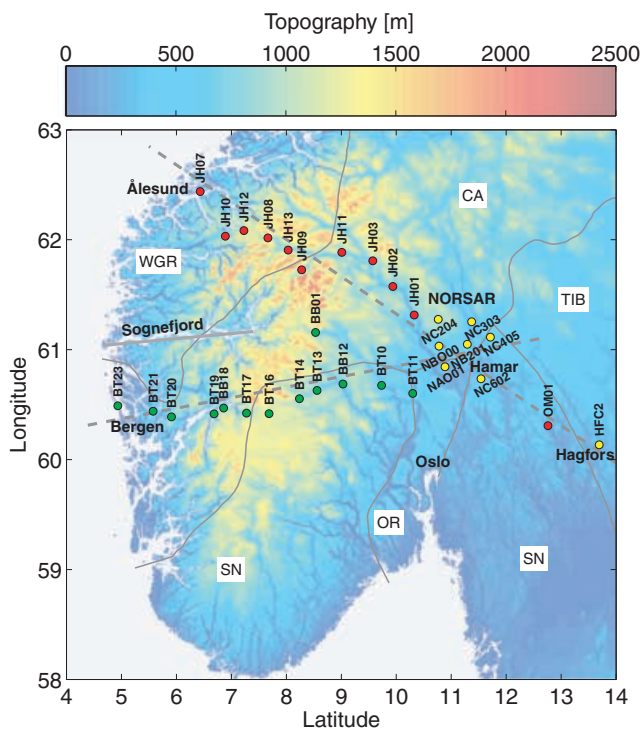 Topography [m]
0 500 1000 1500 2000 2500
63
62
61
60
59
58
Longitude
4 5 6 7 8 9 10 11 12 13 14
Latitude
Ålesund
JH07
JH10
JH12
JH08
JH13
JH09
JH11
JH03
JH02
JH01
CA
WGR
TIB
NORSAR
Sognefjord
BB01
NC204
NC303
NBO00
NB201
NC405
NAO01
Hamar
NC602
BT23
BT21
BT20
BT19
BB18
BT17
BT16
BT14
BT13
BB12
BT10
BT11
Bergen
OM01
HFC2
Hagfors
Oslo
OR
SN
SN